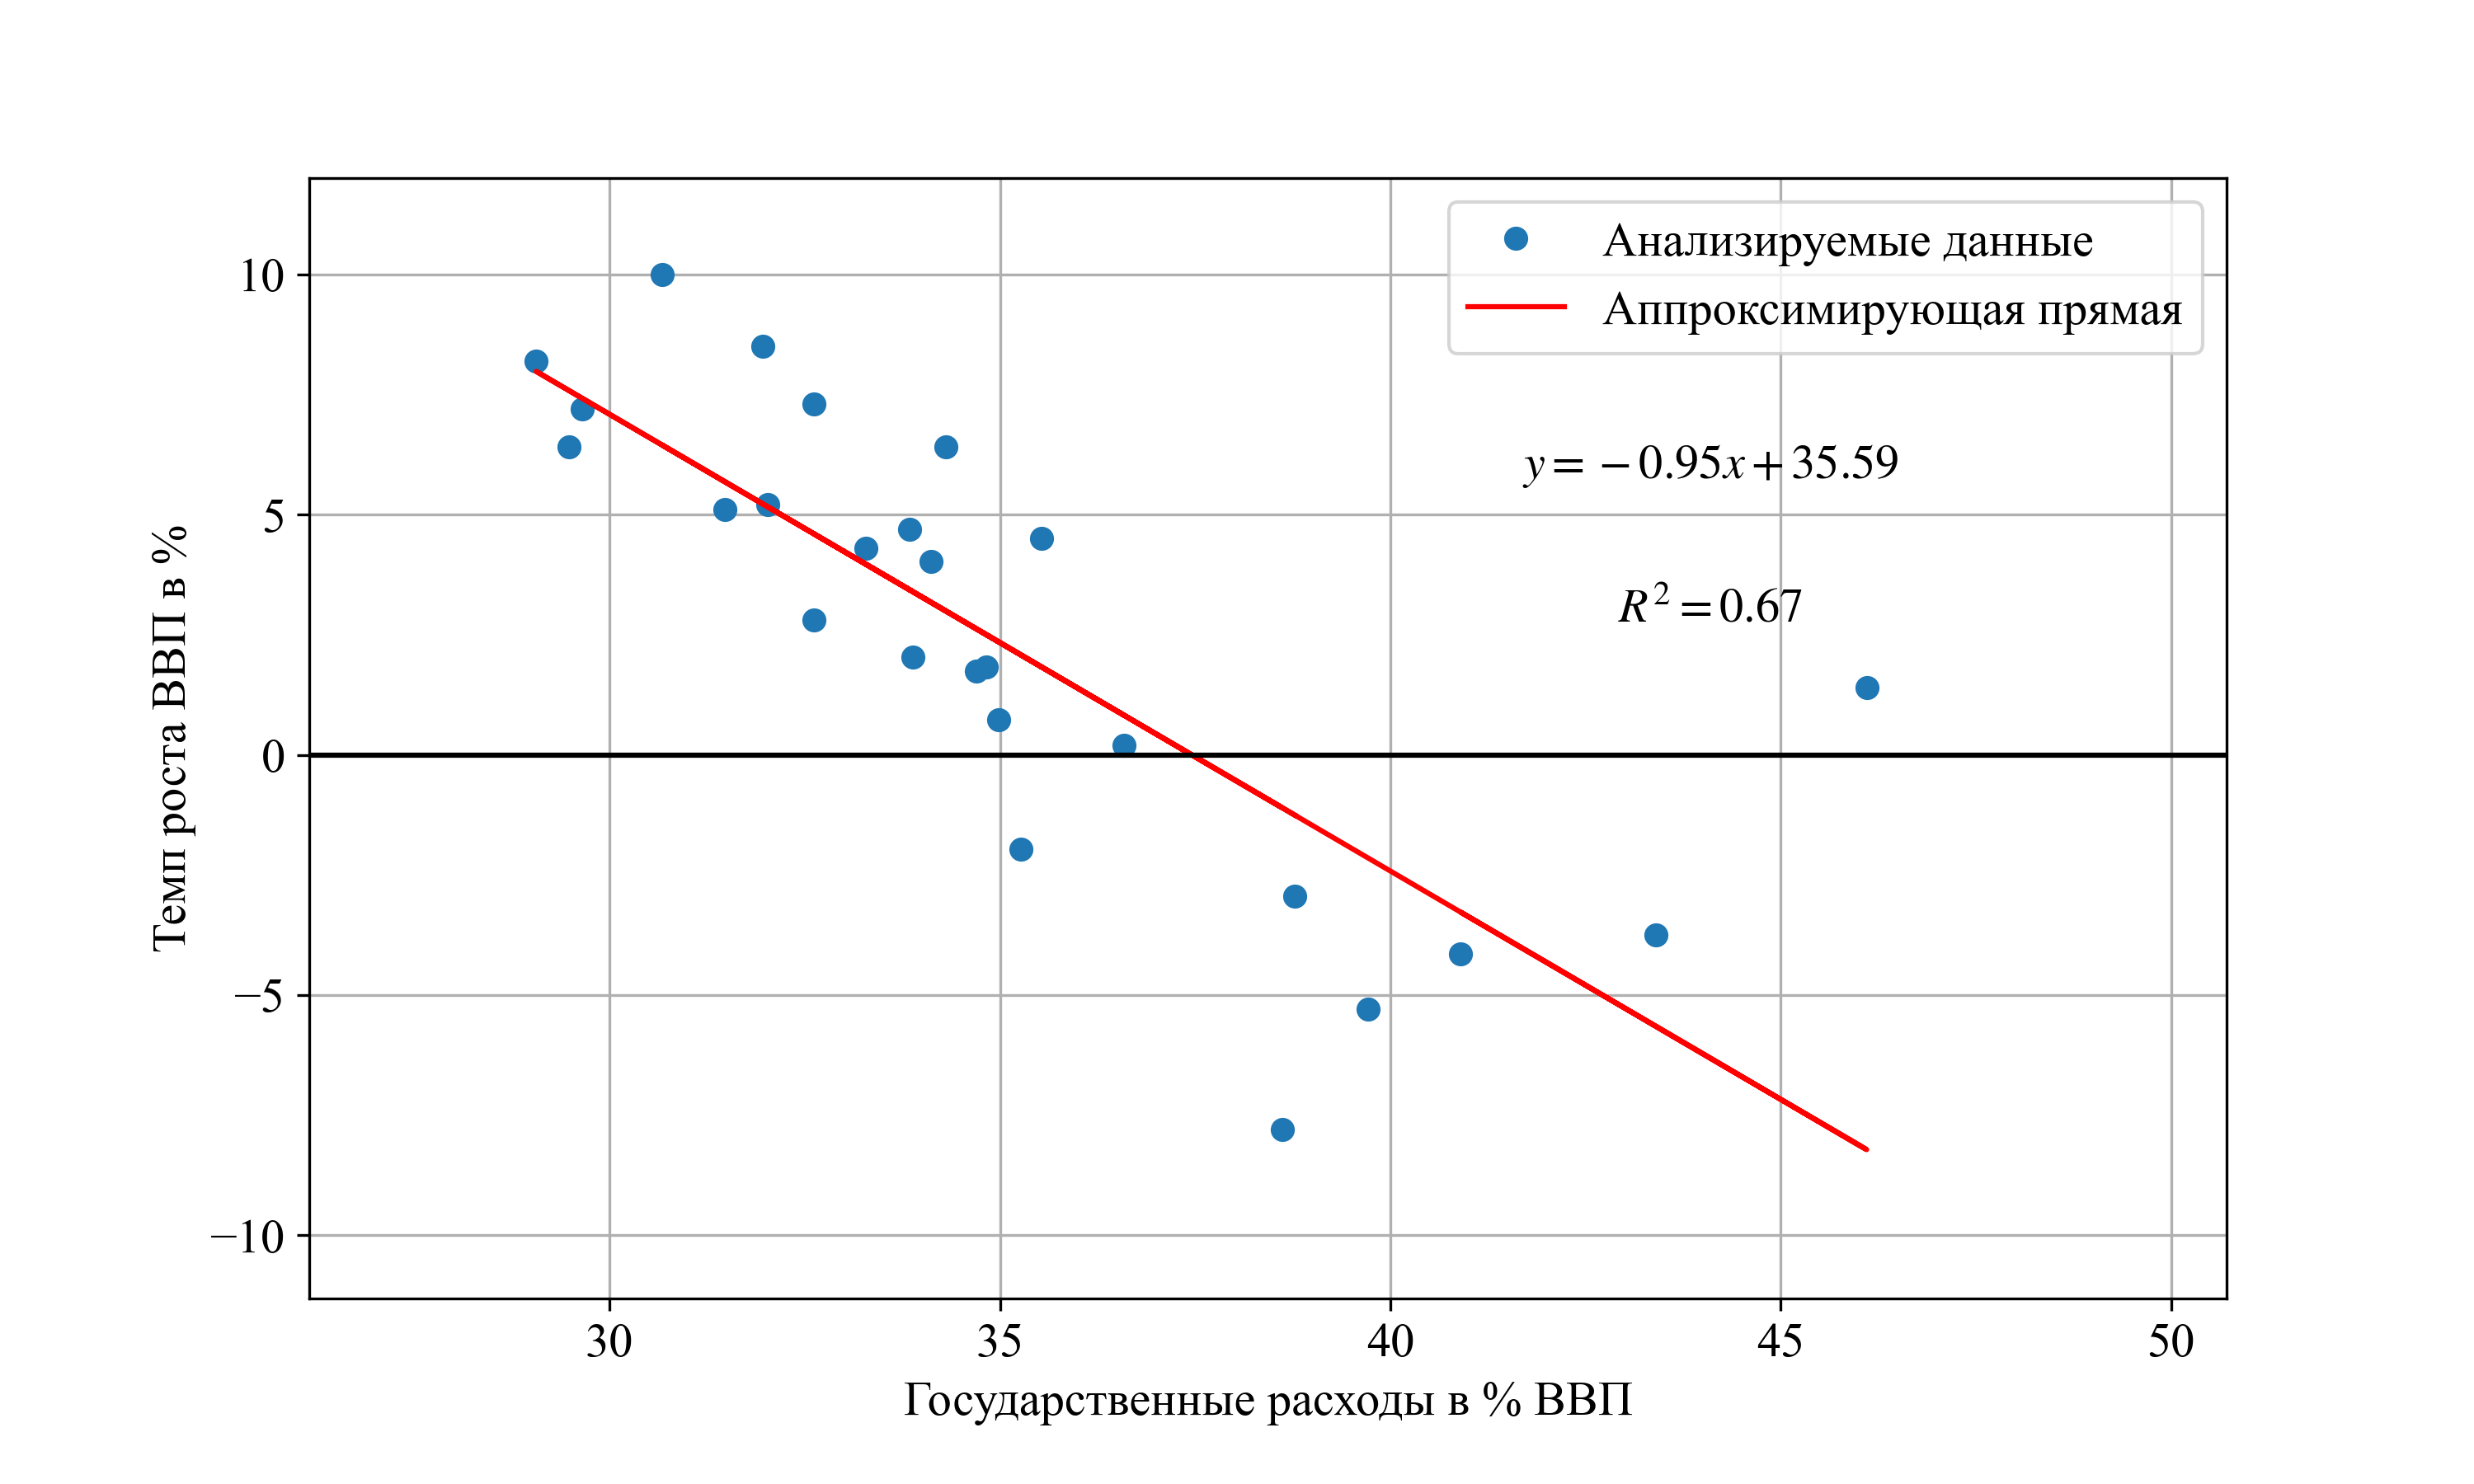 Анализируемые данные
Аппроксимирующая прямая
y = − 0.95x + 35.59
R² = 0.67
10
5
0
−5
−10
Темп роста ВВП в %
30 35 40 45 50
Государственные расходы в % ВВП